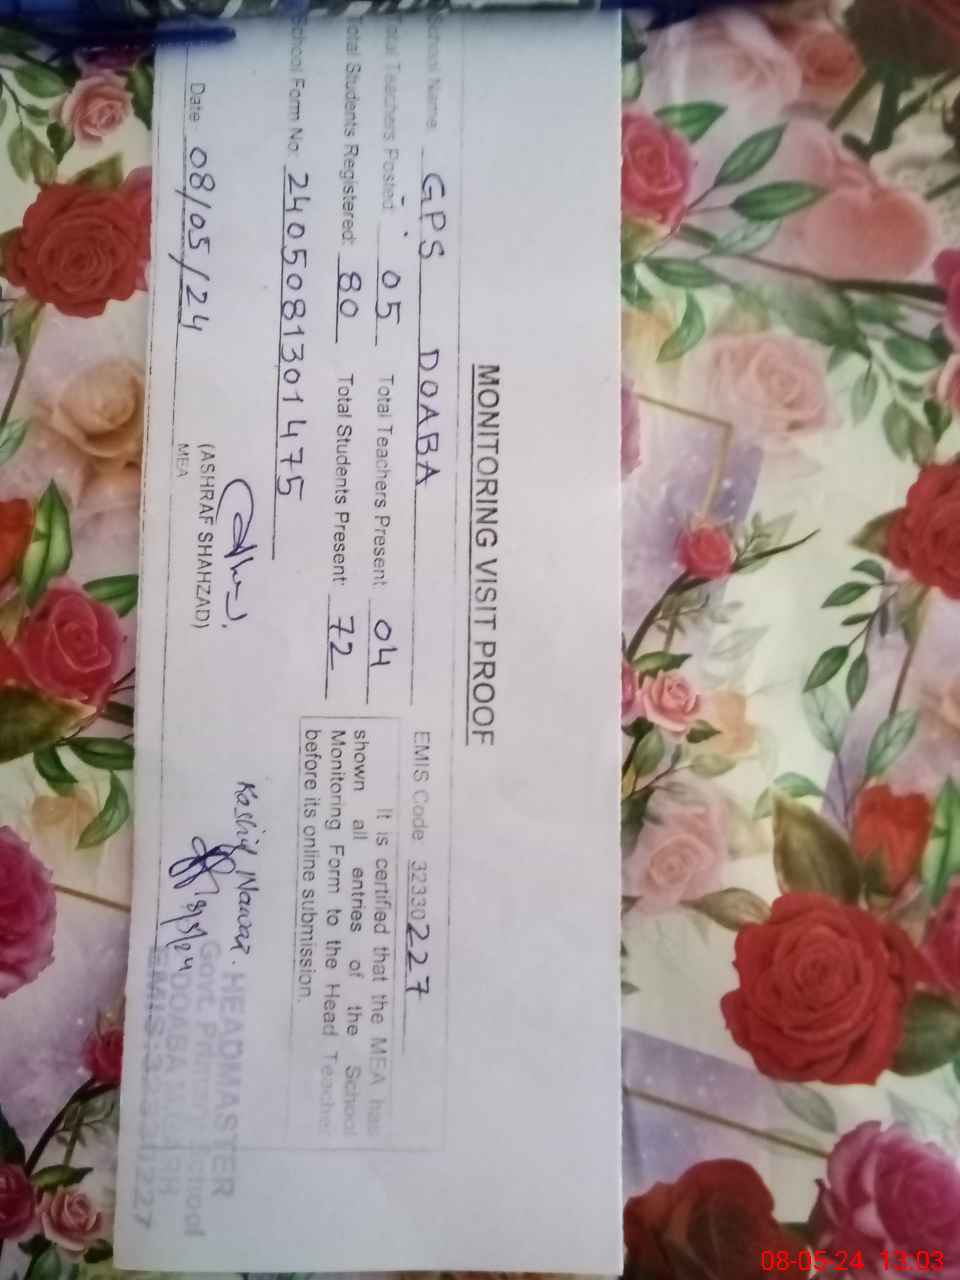 MONITORING VISIT PROOF
School Name: GPS DOABA EMIS Code: 32330227
Total Teachers Posted: 05 Total Teachers Present: 04
Total Students Registered: 80 Total Students Present: 72
School Form No: 2405081301475
It is certified that the MEA has
shown all entries of the School
Monitoring Form to the Head Teacher
before its online submission.
Date: 08/05/24
(ASHRAF SHAHZAD)
MEA
Kashif Nawaz.
8/5/24
HEADMASTER
Govt. Primary School
DOABA
EMIS:32330227
08-05-24 13:03